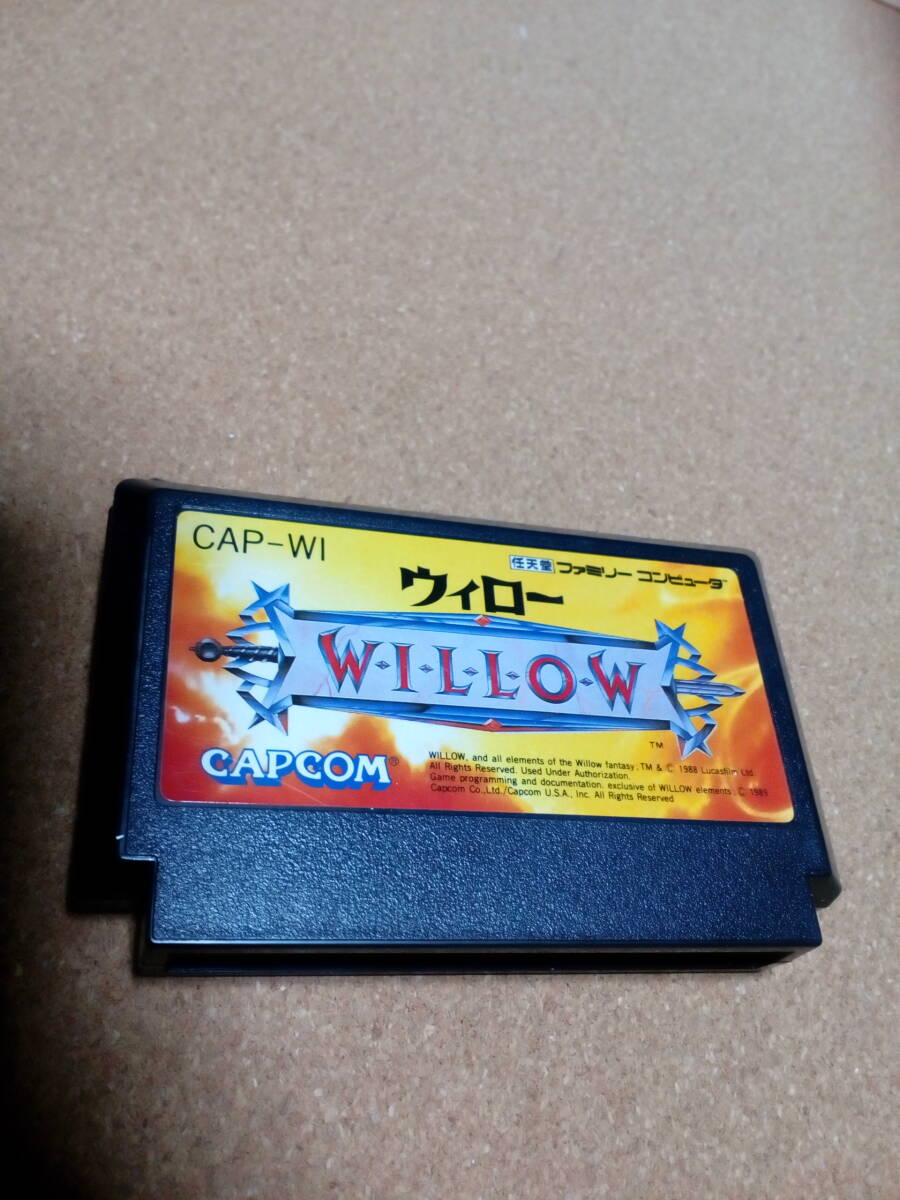 CAP-WI
任天堂 ファミリー コンピュータ™
ウィロー
W·I·L·L·O·W
™
CAPCOM®
WILLOW, and all elements of the Willow fantasy, TM & © 1988 Lucasfilm Ltd.
All Rights Reserved. Used Under Authorization.
Game programming and documentation, exclusive of WILLOW elements, © 1989
Capcom Co., Ltd./Capcom U.S.A., Inc. All Rights Reserved